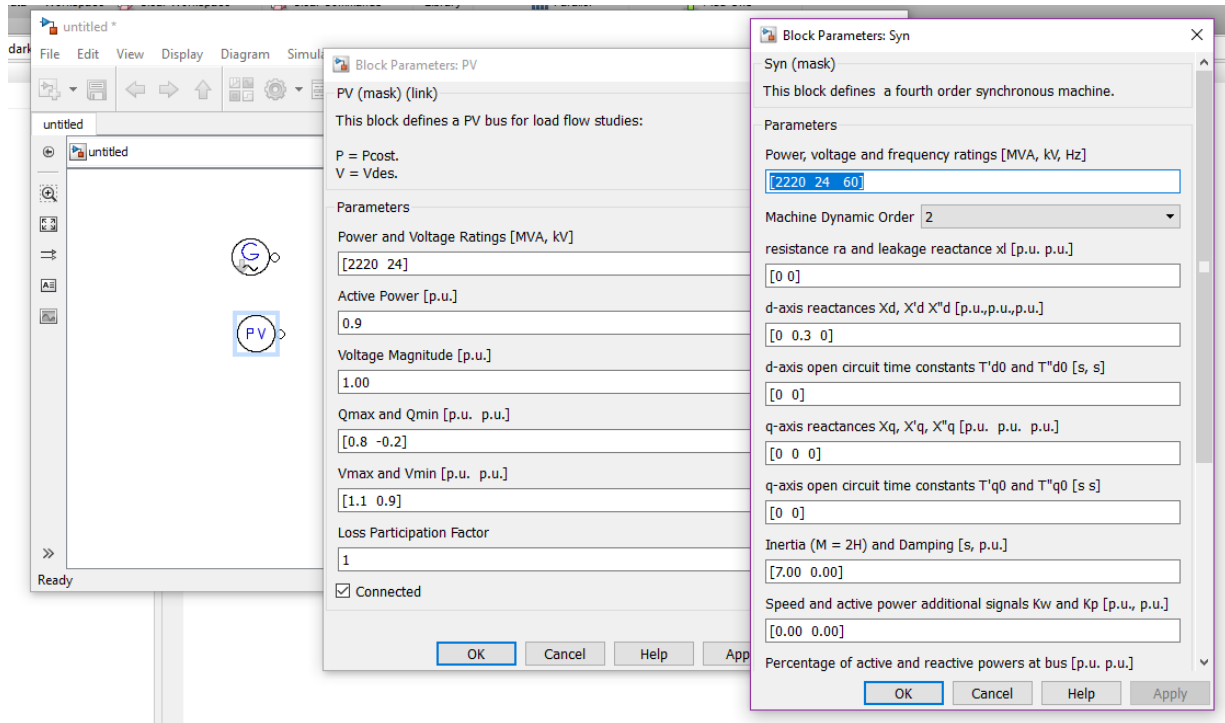 untitled *
File Edit View Display Diagram Simula
untitled
untitled
G
PV
Ready
Block Parameters: PV
PV (mask) (link)
This block defines a PV bus for load flow studies:
P = Pcost.
V = Vdes.
Parameters
Power and Voltage Ratings [MVA, kV]
[2220 24]
Active Power [p.u.]
0.9
Voltage Magnitude [p.u.]
1.00
Qmax and Qmin [p.u. p.u.]
[0.8 -0.2]
Vmax and Vmin [p.u. p.u.]
[1.1 0.9]
Loss Participation Factor
1
Connected
OK Cancel Help App
Block Parameters: Syn
Syn (mask)
This block defines a fourth order synchronous machine.
Parameters
Power, voltage and frequency ratings [MVA, kV, Hz]
[2220 24 60]
Machine Dynamic Order 2
resistance ra and leakage reactance xl [p.u. p.u.]
[0 0]
d-axis reactances Xd, X'd X"d [p.u.,p.u.,p.u.]
[0 0.3 0]
d-axis open circuit time constants T'd0 and T"d0 [s, s]
[0 0]
q-axis reactances Xq, X'q, X"q [p.u. p.u. p.u.]
[0 0 0]
q-axis open circuit time constants T'q0 and T"q0 [s s]
[0 0]
Inertia (M = 2H) and Damping [s, p.u.]
[7.00 0.00]
Speed and active power additional signals Kw and Kp [p.u., p.u.]
[0.00 0.00]
Percentage of active and reactive powers at bus [p.u. p.u.]
OK Cancel Help Apply